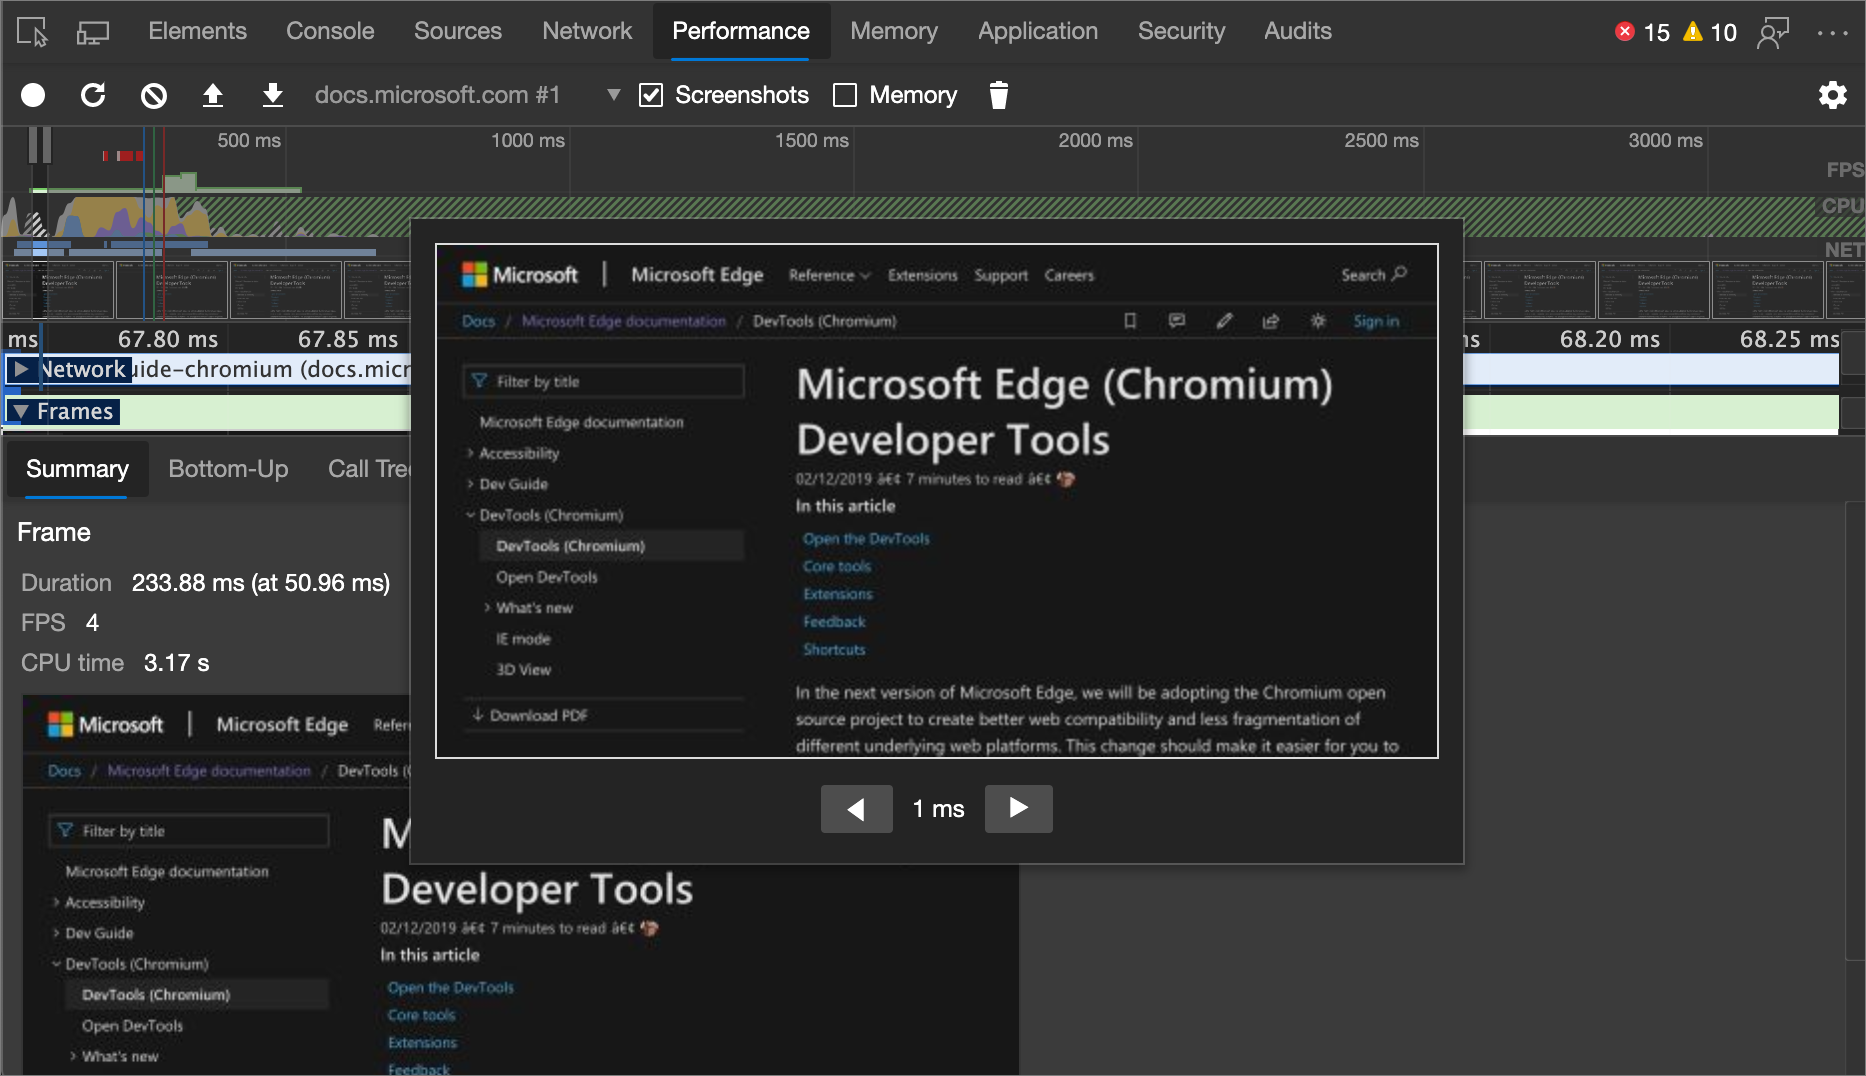 Elements Console Sources Network Performance Memory Application Security Audits 15 10
docs.microsoft.com #1 Screenshots Memory
500 ms 1000 ms 1500 ms 2000 ms 2500 ms 3000 ms
FPS
CPU
NET
ms 67.80 ms 67.85 ms ns 68.20 ms 68.25 ms
Network uide-chromium (docs.micr
Frames
Summary Bottom-Up Call Tre
Frame
Duration 233.88 ms (at 50.96 ms)
FPS 4
CPU time 3.17 s
Microsoft | Microsoft Edge Refer
Docs / Microsoft Edge documentation / DevTools (
Filter by title
Microsoft Edge documentation
> Accessibility
> Dev Guide
DevTools (Chromium)
DevTools (Chromium)
Open DevTools
> What's new
M
Developer Tools
02/12/2019 â€¢ 7 minutes to read â€¢
In this article
Open the DevTools
Core tools
Extensions
Feedback
Microsoft | Microsoft Edge Reference Extensions Support Careers Search
Docs / Microsoft Edge documentation / DevTools (Chromium) Sign in
Filter by title
Microsoft Edge documentation
> Accessibility
> Dev Guide
DevTools (Chromium)
DevTools (Chromium)
Open DevTools
> What's new
IE mode
3D View
Download PDF
Microsoft Edge (Chromium)
Developer Tools
02/12/2019 â€¢ 7 minutes to read â€¢
In this article
Open the DevTools
Core tools
Extensions
Feedback
Shortcuts
In the next version of Microsoft Edge, we will be adopting the Chromium open
source project to create better web compatibility and less fragmentation of
different underlying web platforms. This change should make it easier for you to
1 ms